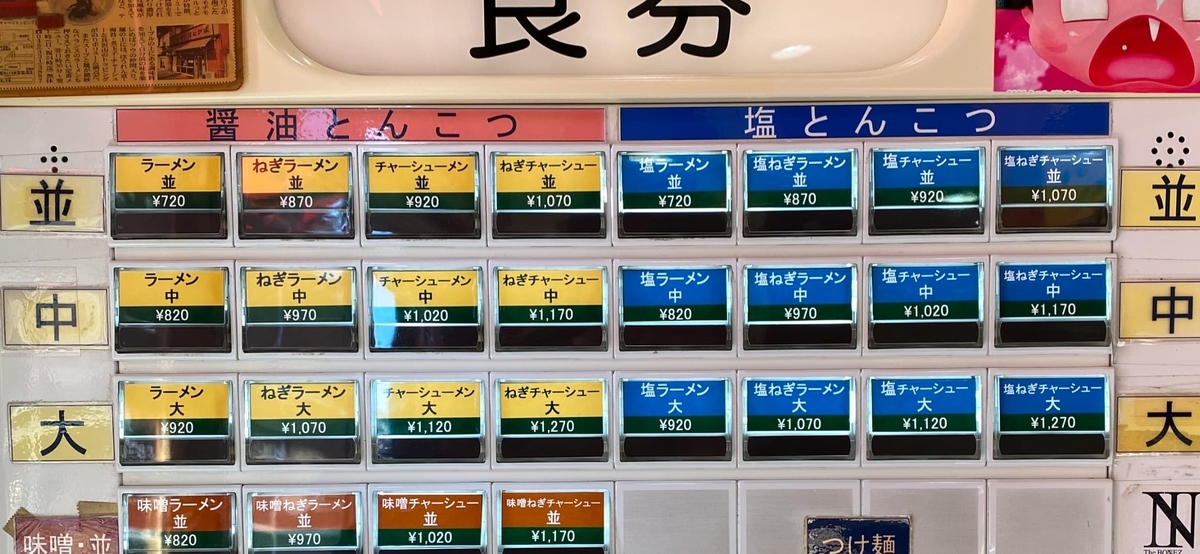 食券
醤油とんこつ
塩とんこつ
並
ラーメン
並
¥720
ねぎラーメン
並
¥870
チャーシューメン
並
¥920
ねぎチャーシュー
並
¥1,070
塩ラーメン
並
¥720
塩ねぎラーメン
並
¥870
塩チャーシュー
並
¥920
塩ねぎチャーシュー
並
¥1,070
並
中
ラーメン
中
¥820
ねぎラーメン
中
¥970
チャーシューメン
中
¥1,020
ねぎチャーシュー
中
¥1,170
塩ラーメン
中
¥820
塩ねぎラーメン
中
¥970
塩チャーシュー
中
¥1,020
塩ねぎチャーシュー
中
¥1,170
中
大
ラーメン
大
¥920
ねぎラーメン
大
¥1,070
チャーシューメン
大
¥1,120
ねぎチャーシュー
大
¥1,270
塩ラーメン
大
¥920
塩ねぎラーメン
大
¥1,070
塩チャーシュー
大
¥1,120
塩ねぎチャーシュー
大
¥1,270
大
味噌・並
味噌ラーメン
並
¥820
味噌ねぎラーメン
並
¥970
味噌チャーシュー
並
¥1,020
味噌ねぎチャーシュー
並
¥1,170
つけ麺
The BONEZ